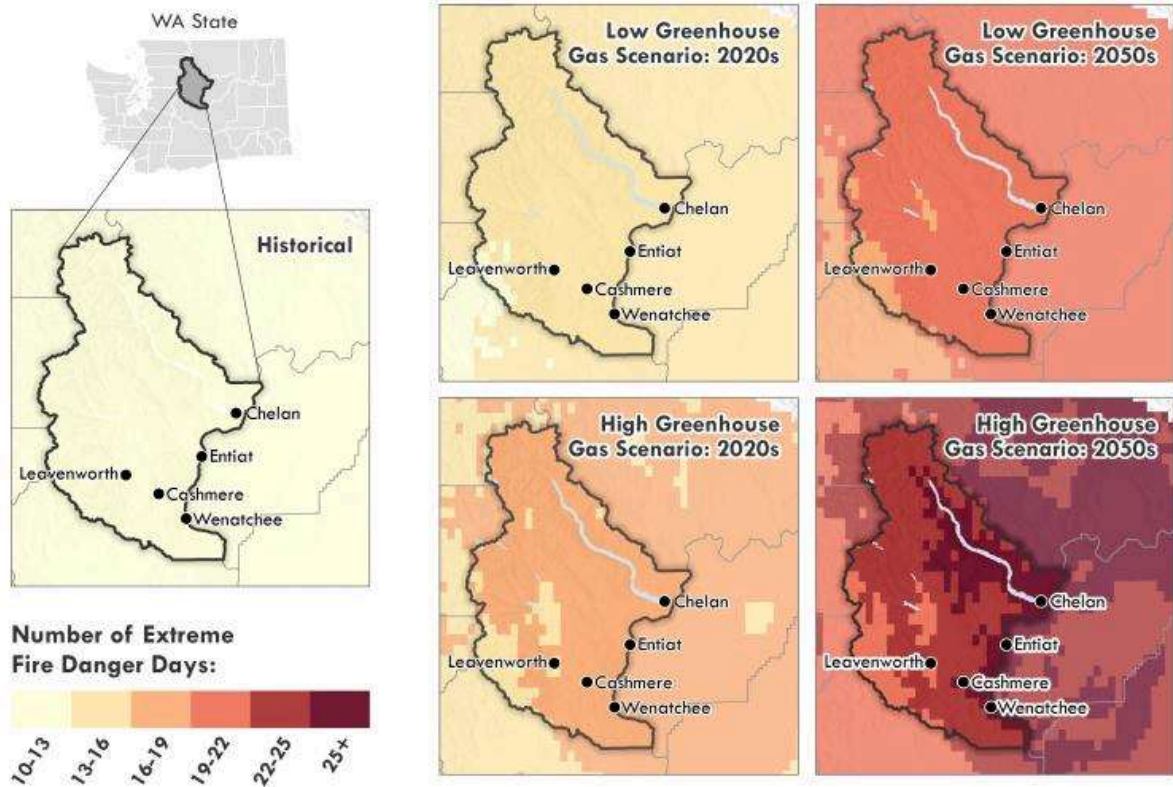 WA State
Historical
Chelan
Entiat
Leavenworth
Cashmere
Wenatchee
Number of Extreme
Fire Danger Days:
10-13
13-16
16-19
19-22
22-25
25+
Low Greenhouse
Gas Scenario: 2020s
Chelan
Entiat
Leavenworth
Cashmere
Wenatchee
Low Greenhouse
Gas Scenario: 2050s
Chelan
Entiat
Leavenworth
Cashmere
Wenatchee
High Greenhouse
Gas Scenario: 2020s
Chelan
Entiat
Leavenworth
Cashmere
Wenatchee
High Greenhouse
Gas Scenario: 2050s
Chelan
Entiat
Leavenworth
Cashmere
Wenatchee